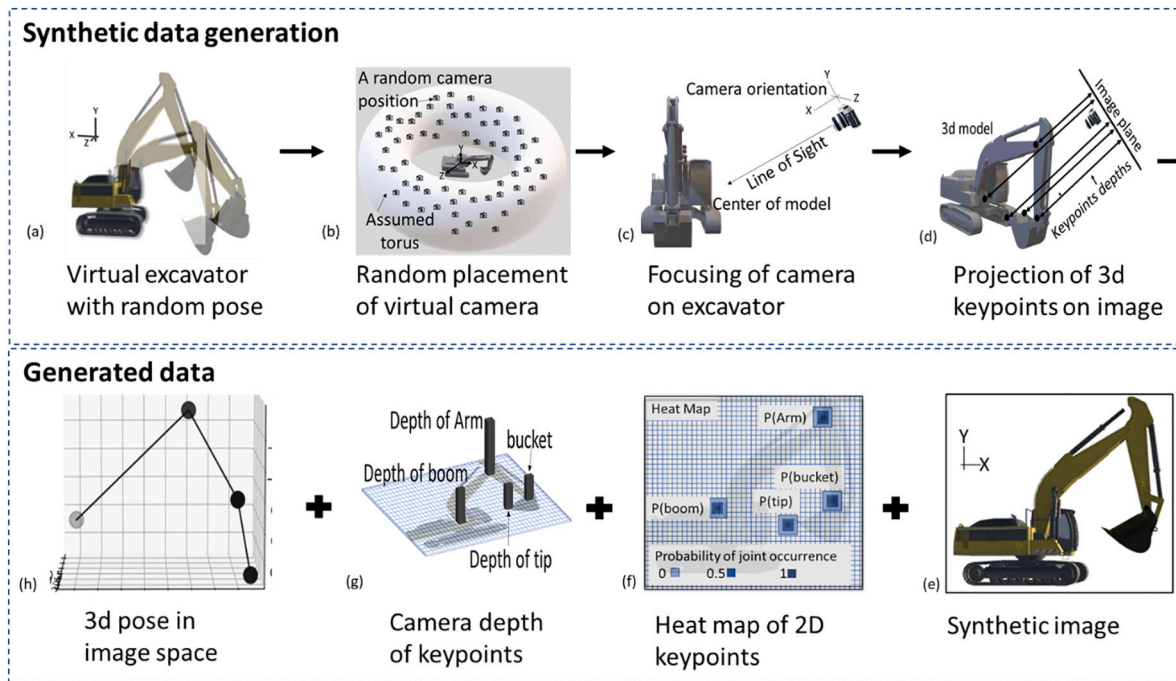 Synthetic data generation
Y
X
Z
(a)
Virtual excavator
with random pose
A random camera
position
Y
X
Z
Assumed
torus
(b)
Random placement
of virtual camera
Camera orientation
Y
X
Z
Line of Sight
Center of model
(c)
Focusing of camera
on excavator
3d model
Image plane
Keypoints depths
(d)
Projection of 3d
keypoints on image
Generated data
(h)
3d pose in
image space
+
Depth of Arm
bucket
Depth of boom
Depth of tip
(g)
Camera depth
of keypoints
+
Heat Map
P(Arm)
P(bucket)
P(boom)
P(tip)
Probability of joint occurrence
0 0.5 1
(f)
Heat map of 2D
keypoints
+
Y
X
(e)
Synthetic image